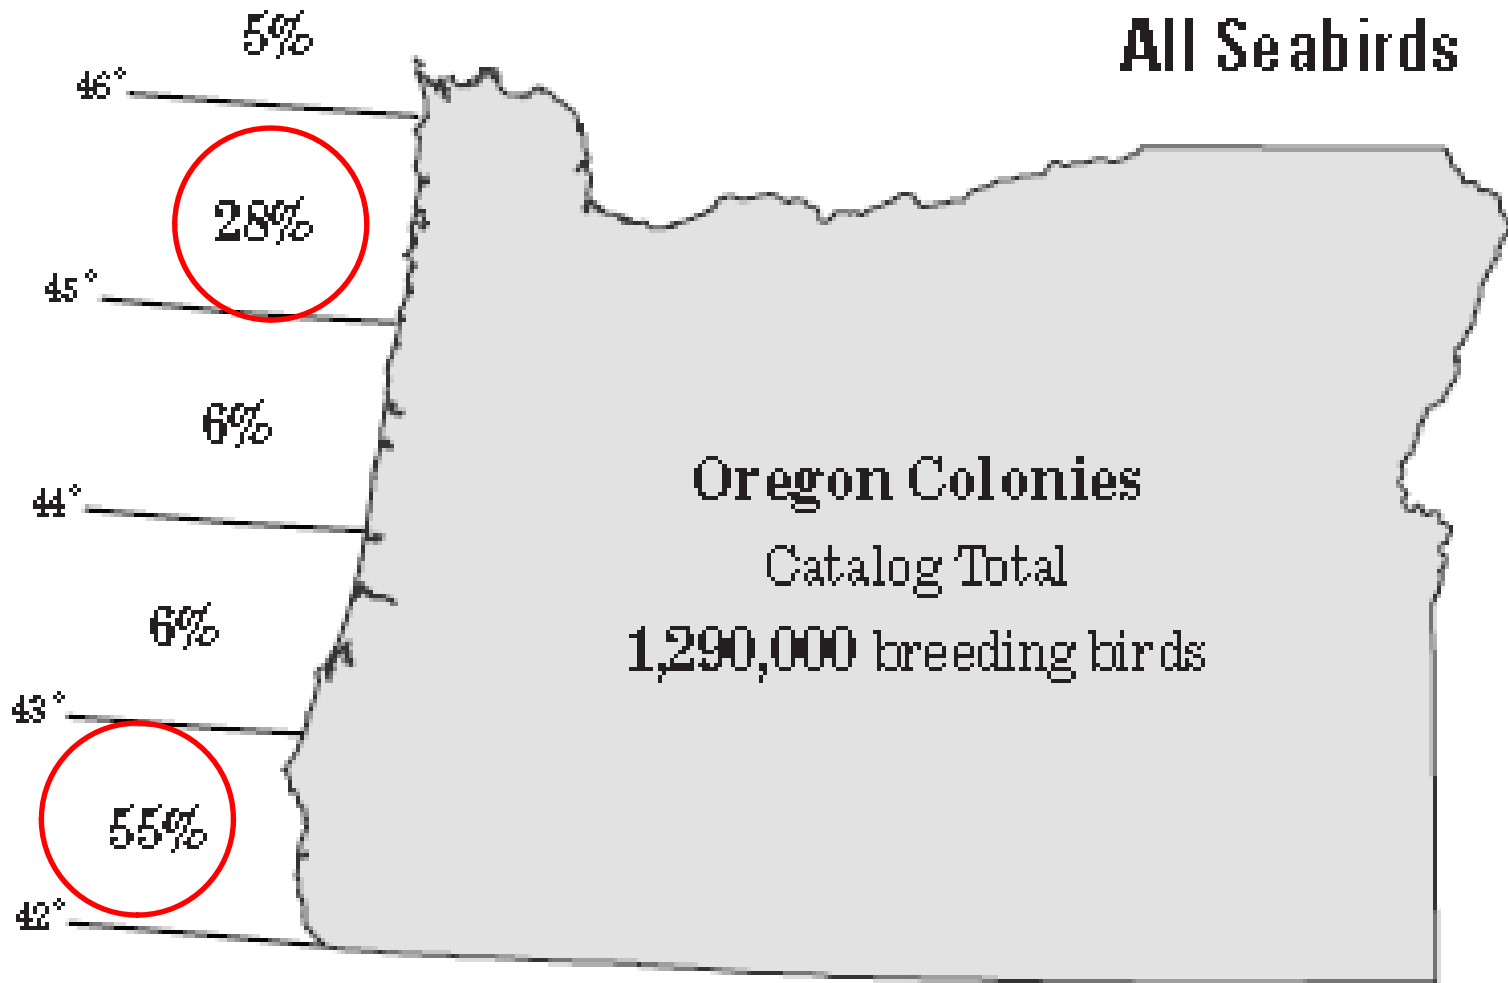 All Seabirds
5%
46°
28%
45°
6%
44°
6%
43°
55%
42°
Oregon Colonies
Catalog Total
1,290,000 breeding birds